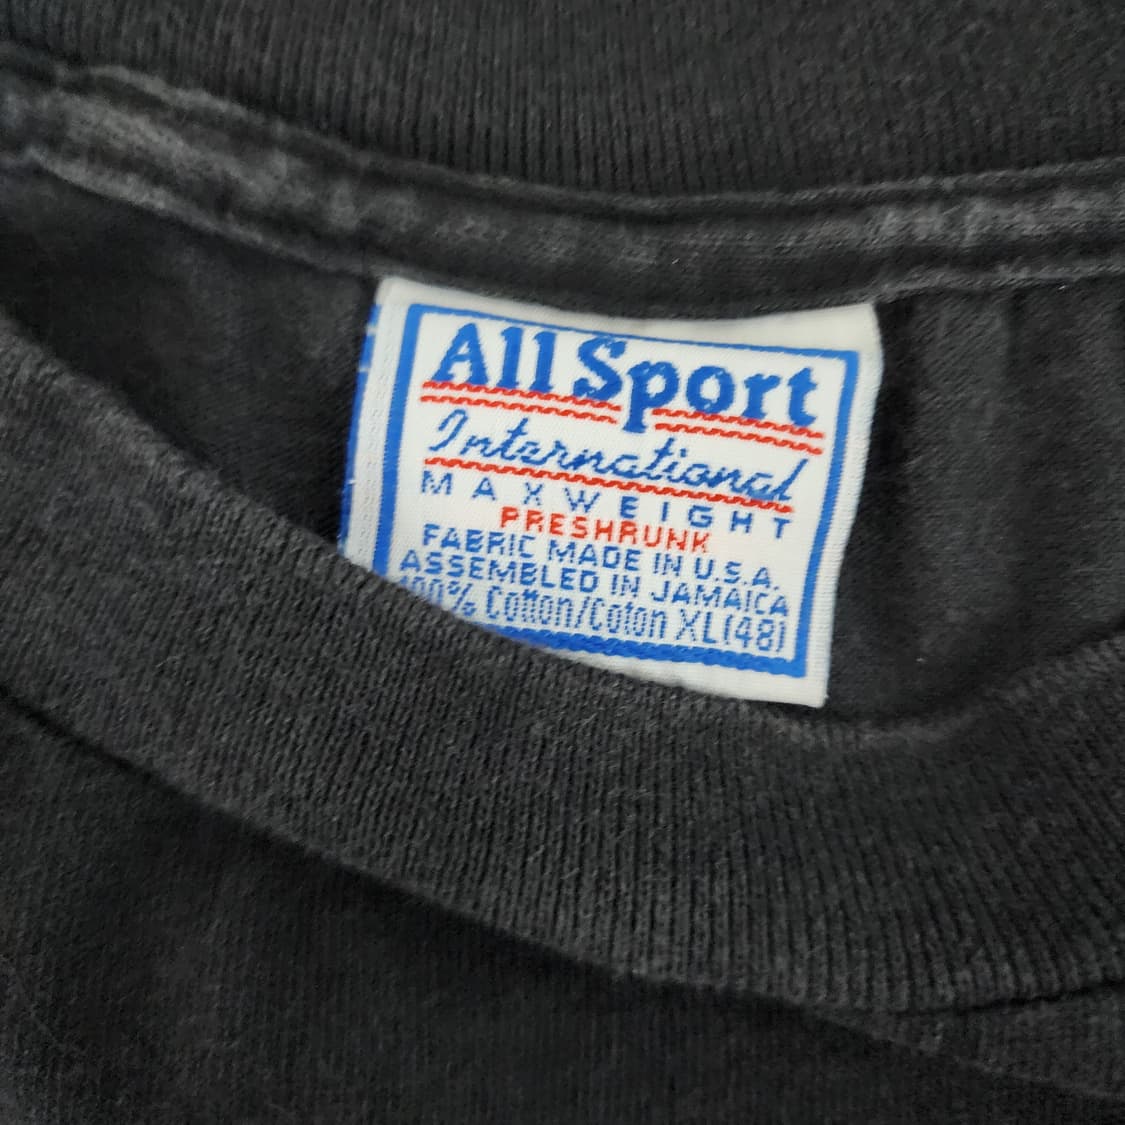 All Sport
International
MAXWEIGHT
PRESHRUNK
FABRIC MADE IN U.S.A.
ASSEMBLED IN JAMAICA
100% Cotton/Coton XL(48)